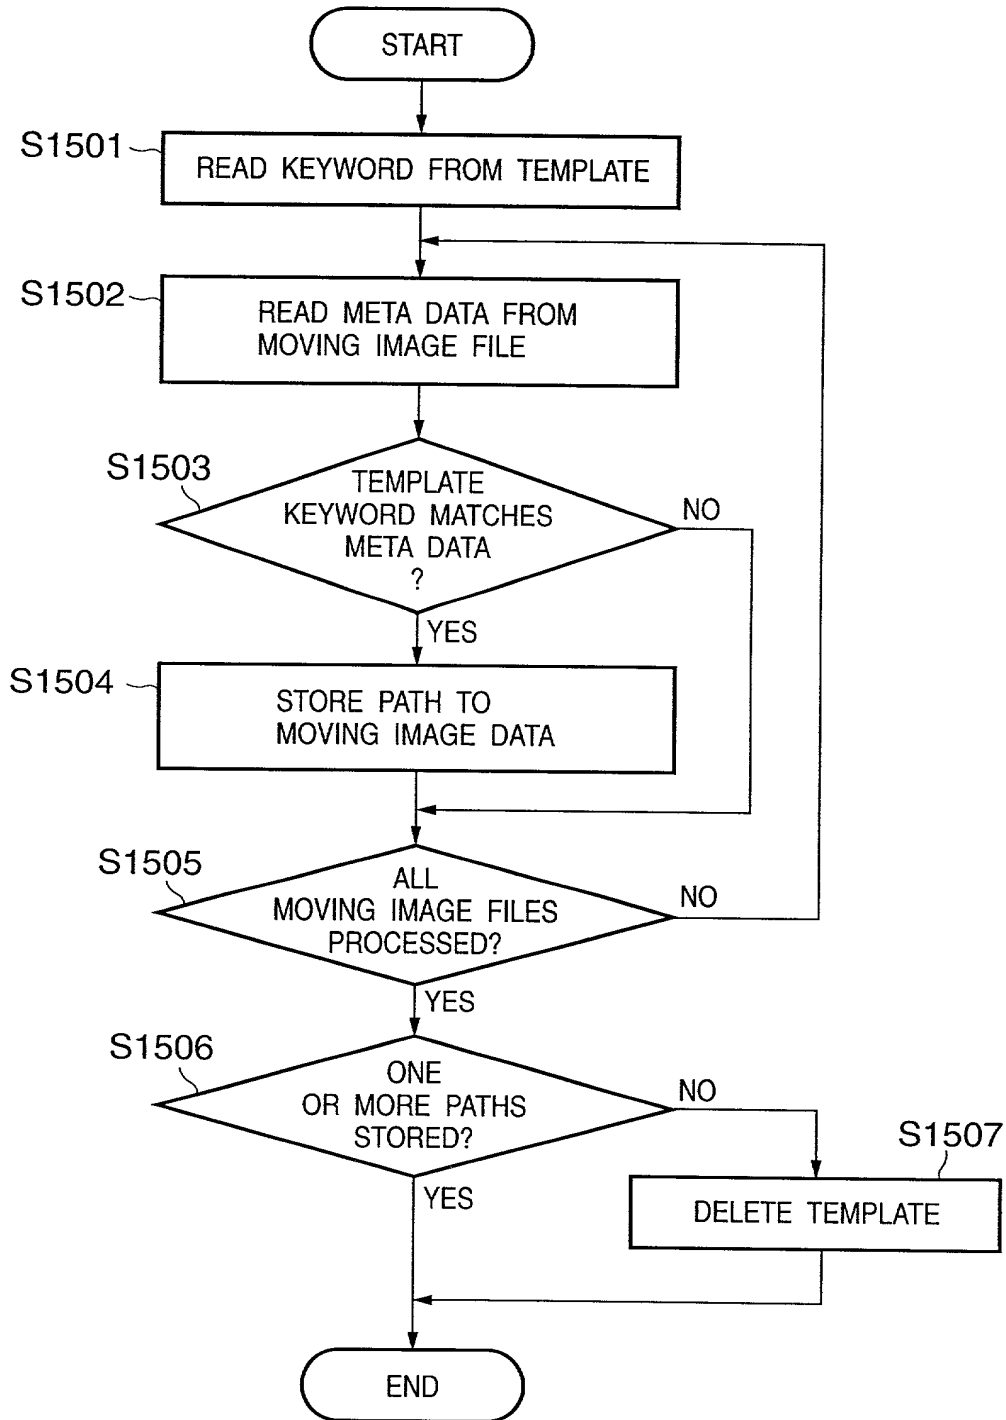 START
S1501
READ KEYWORD FROM TEMPLATE
S1502
READ META DATA FROM
MOVING IMAGE FILE
S1503
TEMPLATE
KEYWORD MATCHES
META DATA
?
NO
YES
S1504
STORE PATH TO
MOVING IMAGE DATA
S1505
ALL
MOVING IMAGE FILES
PROCESSED?
NO
YES
S1506
ONE
OR MORE PATHS
STORED?
NO
YES
S1507
DELETE TEMPLATE
END